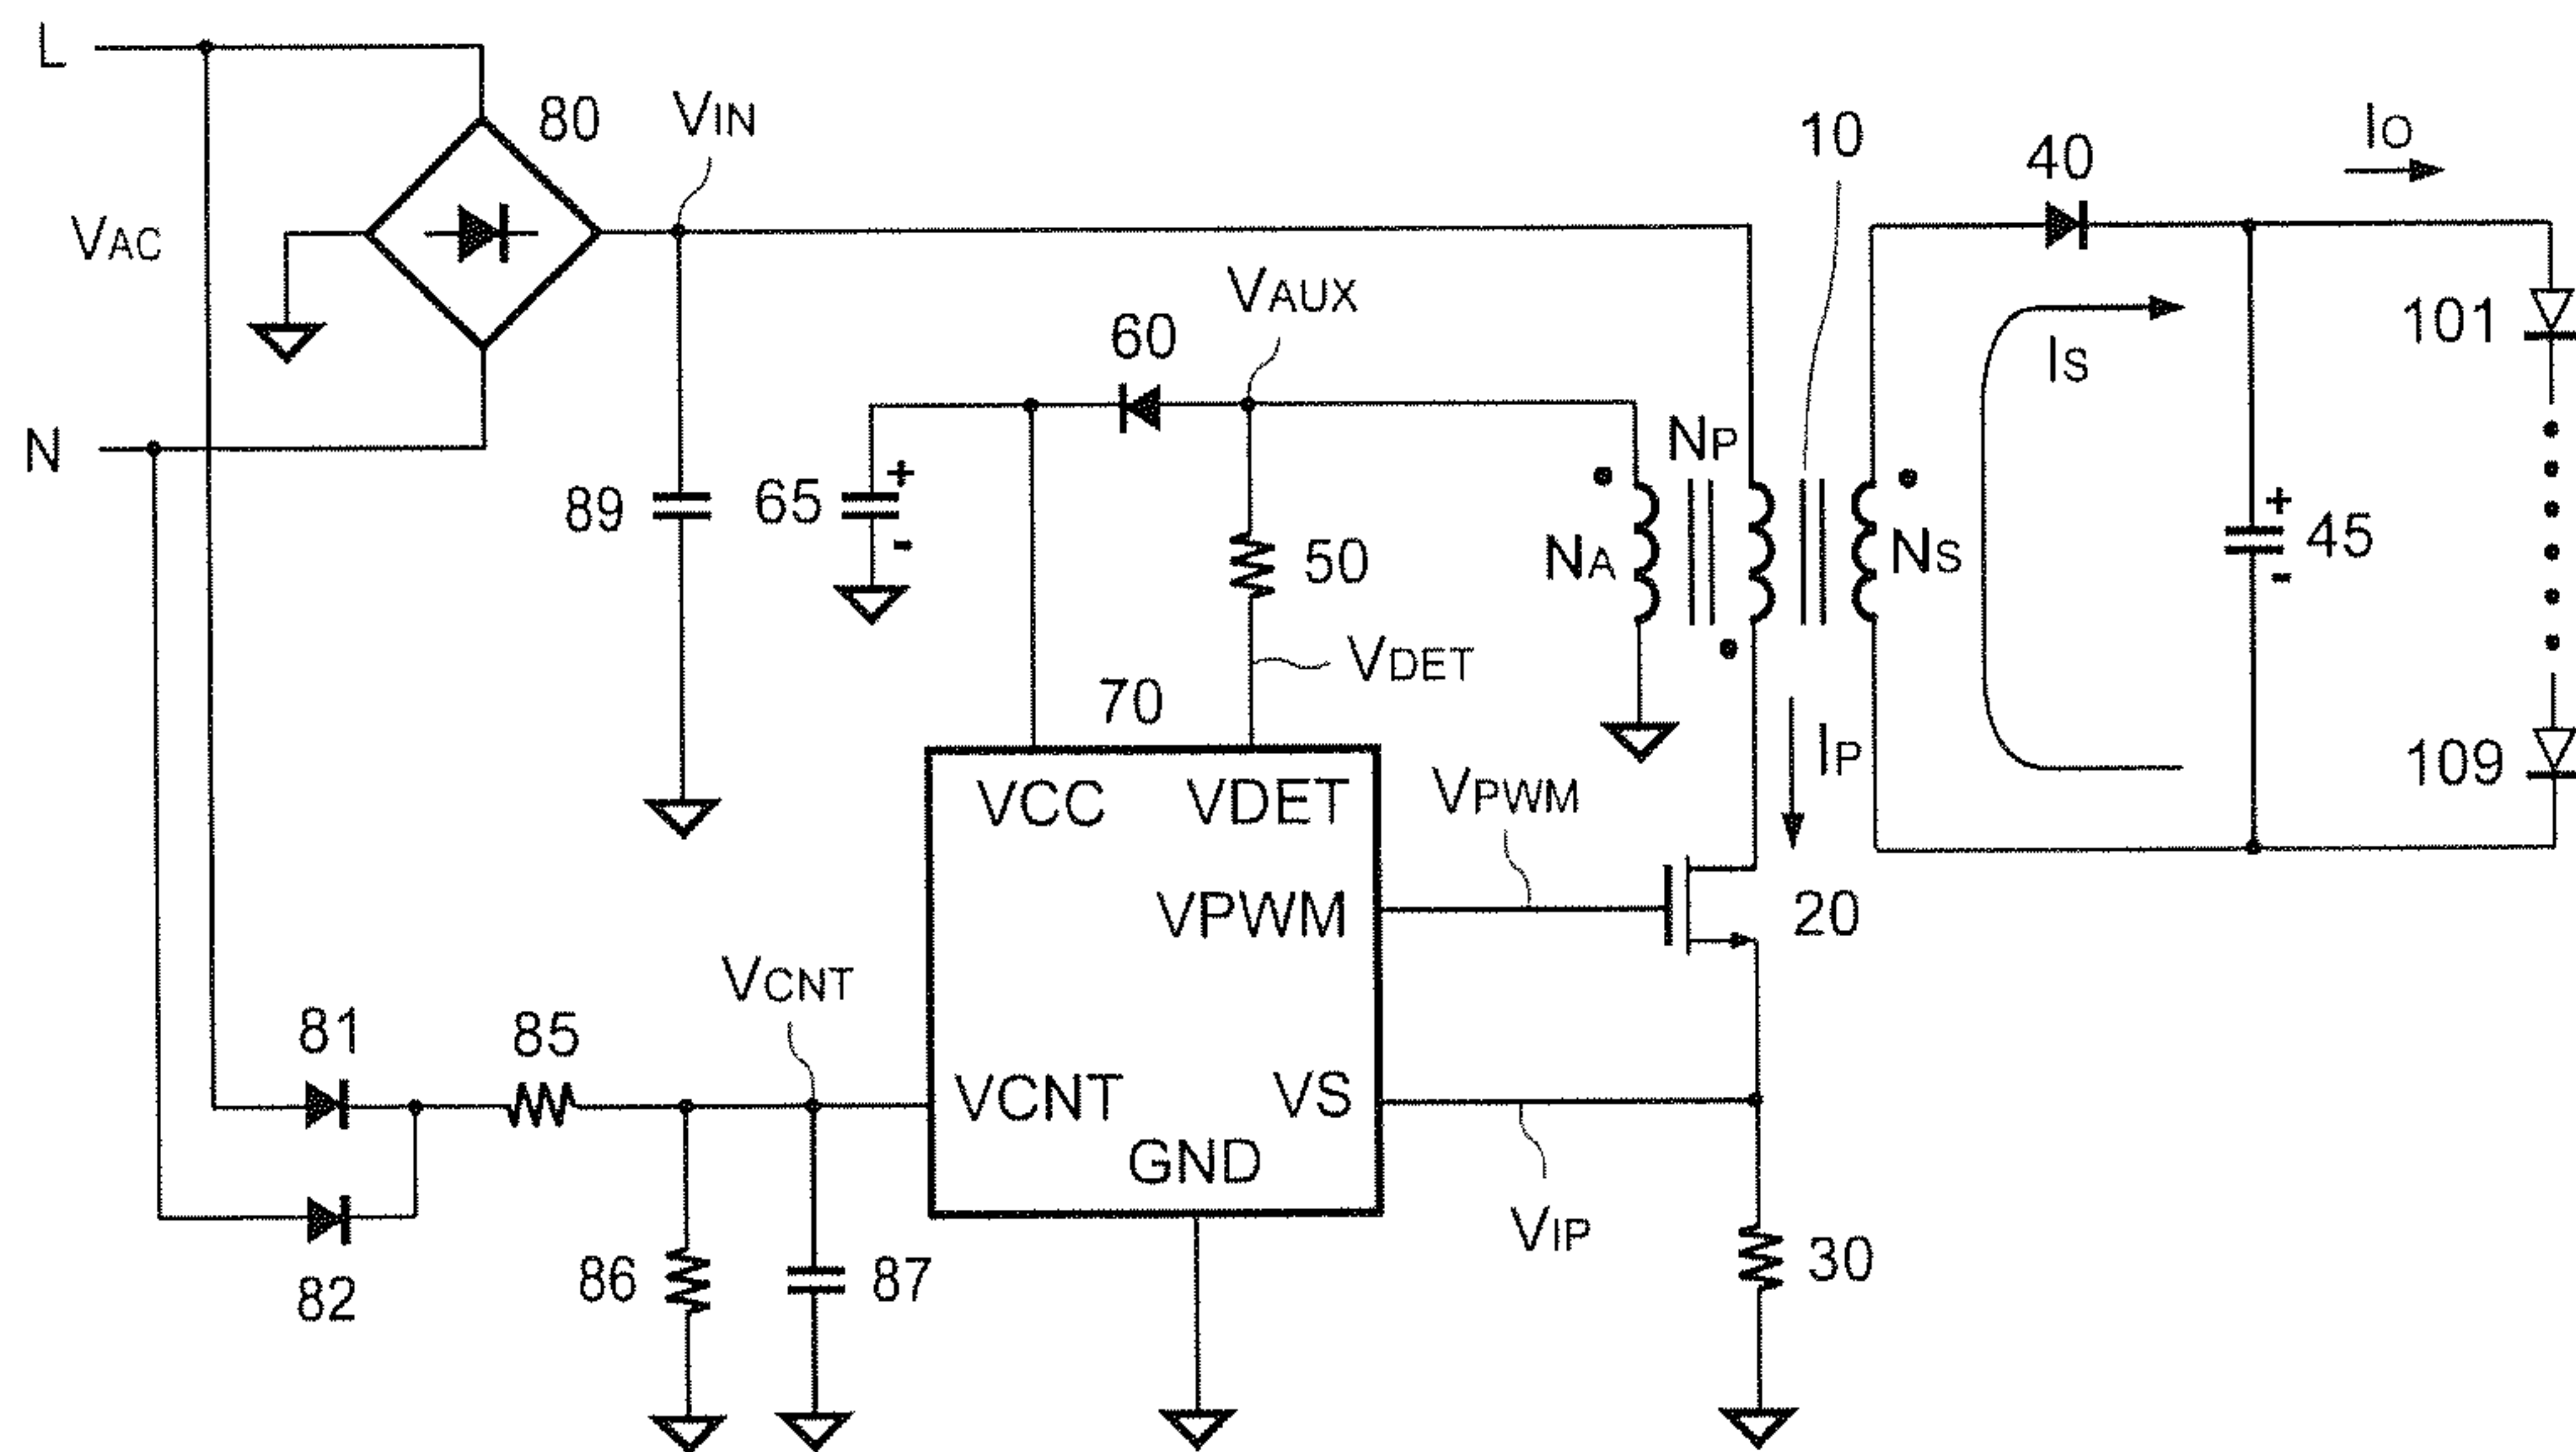 L
80
VIN
10
40
IO
VAC
VAUX
60
101
IS
N
89
65
+
-
50
NA
NP
NS
+
-
45
VDET
70
IP
109
VCC
VDET
VPWM
VPWM
20
VCNT
81
85
VCNT
VS
GND
VIP
82
86
87
30